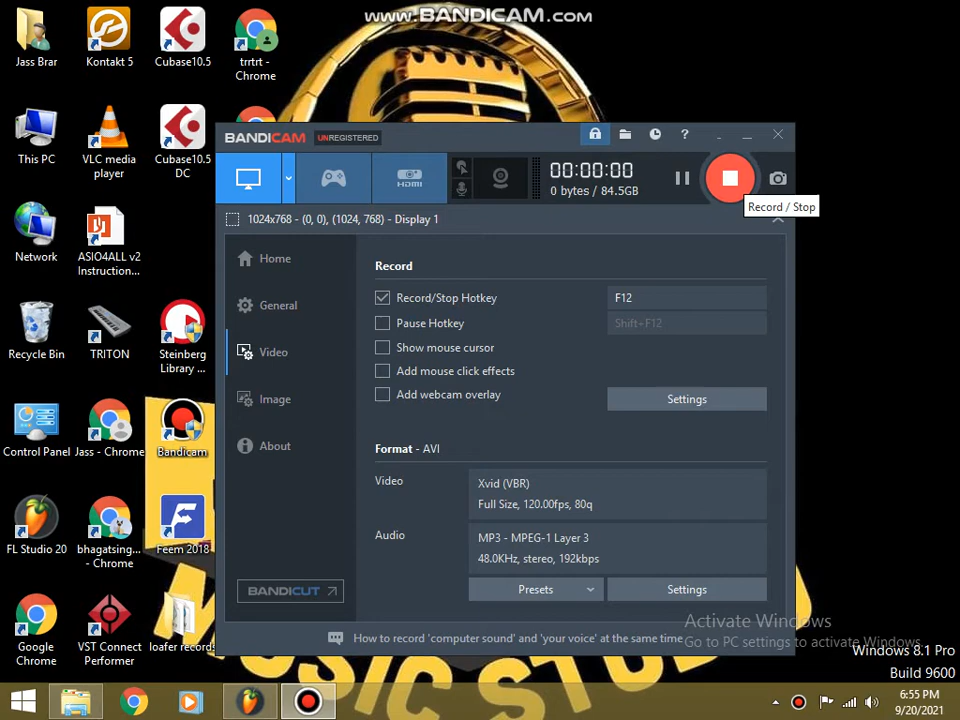 www.BANDICAM.com
Jass Brar
Kontakt 5
Cubase10.5
trrtrt -
Chrome
This PC
VLC media
player
Cubase10.5
DC
Network
ASIO4ALL v2
Instruction...
Recycle Bin
TRITON
Steinberg
Library ...
Control Panel
Jass - Chrome
Bandicam
FL Studio 20
bhagatsing...
- Chrome
Feem 2018
Google
Chrome
VST Connect
Performer
loafer records
BANDICAM UNREGISTERED
HDMI
00:00:00
0 bytes / 84.5GB
Record / Stop
1024x768 - (0, 0), (1024, 768) - Display 1
Home
General
Video
Image
About
BANDICUT
Record
Record/Stop Hotkey
F12
Pause Hotkey
Shift+F12
Show mouse cursor
Add mouse click effects
Add webcam overlay
Settings
Format - AVI
Video
Xvid (VBR)
Full Size, 120.00fps, 80q
Audio
MP3 - MPEG-1 Layer 3
48.0KHz, stereo, 192kbps
Presets
Settings
How to record 'computer sound' and 'your voice' at the same time
Activate Windows
Go to PC settings to activate Windows.
Windows 8.1 Pro
Build 9600
6:55 PM
9/20/2021